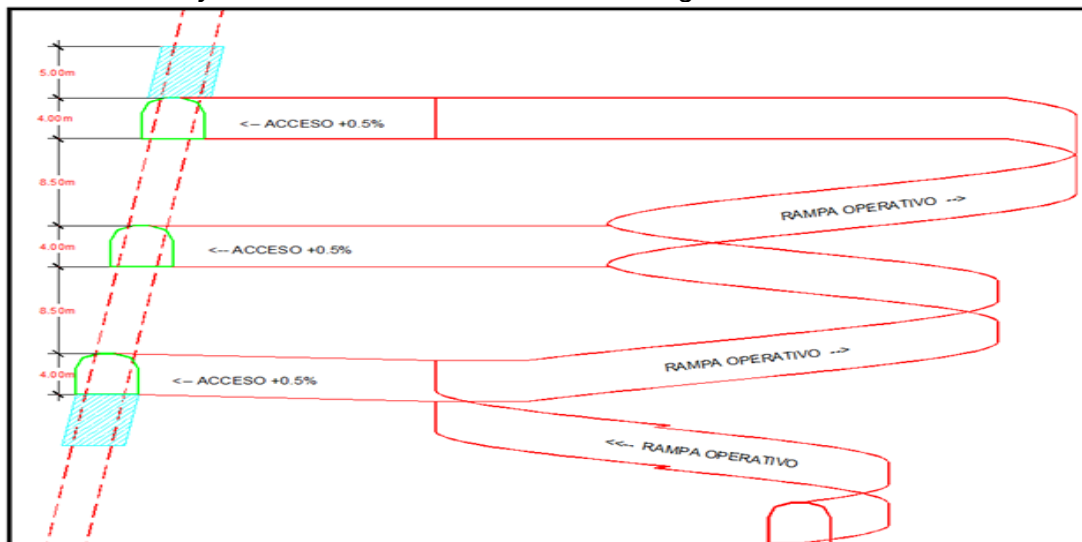 5.00m
4.00m
<-- ACCESO +0.5%
8.50m
RAMPA OPERATIVO -->
4.00m
<-- ACCESO +0.5%
8.50m
RAMPA OPERATIVO -->
4.00m
<-- ACCESO +0.5%
<<-- RAMPA OPERATIVO